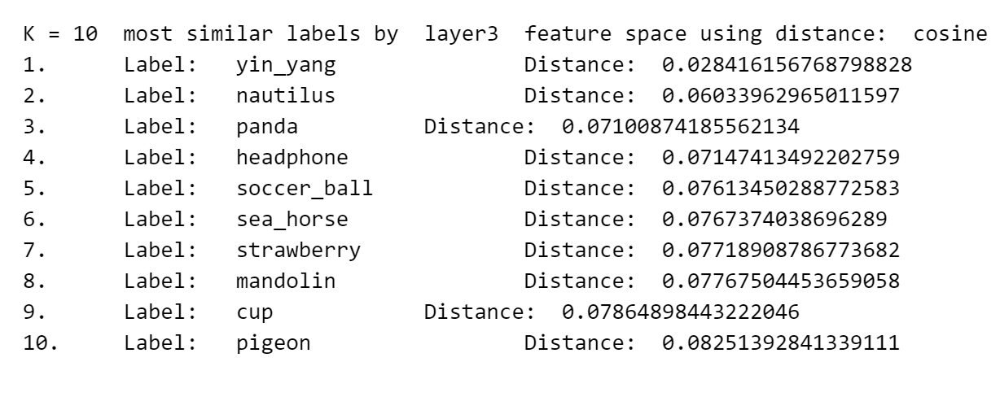 K = 10  most similar labels by  layer3  feature space using distance:  cosine
1.	Label:	 yin_yang		Distance:  0.028416156768798828
2.	Label:	 nautilus		Distance:  0.06033962965011597
3.	Label:	 panda		Distance:  0.07100874185562134
4.	Label:	 headphone		Distance:  0.07147413492202759
5.	Label:	 soccer_ball		Distance:  0.07613450288772583
6.	Label:	 sea_horse		Distance:  0.0767374038696289
7.	Label:	 strawberry		Distance:  0.07718908786773682
8.	Label:	 mandolin		Distance:  0.07767504453659058
9.	Label:	 cup		Distance:  0.07864898443222046
10.	Label:	 pigeon		Distance:  0.08251392841339111